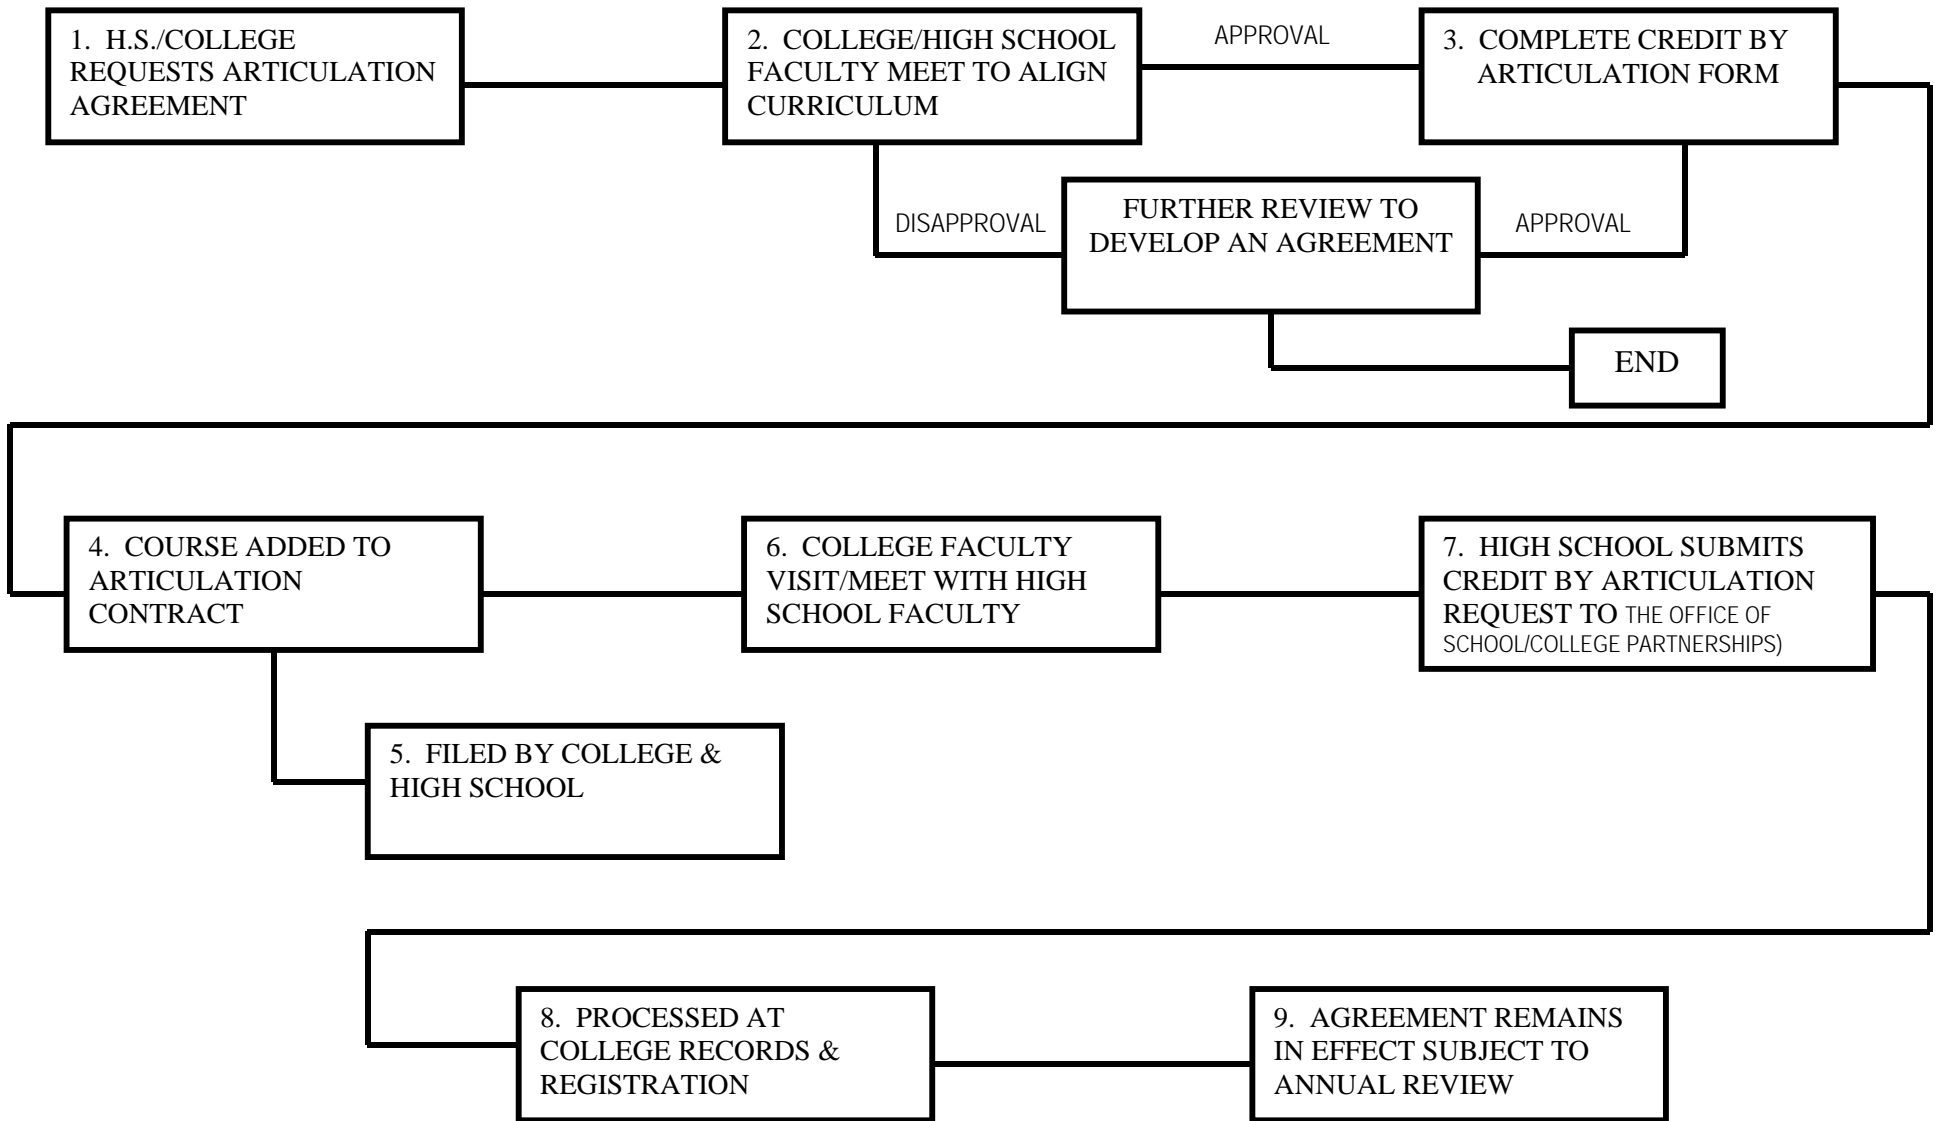 1. H.S./COLLEGE
REQUESTS ARTICULATION
AGREEMENT
2. COLLEGE/HIGH SCHOOL
FACULTY MEET TO ALIGN
CURRICULUM
APPROVAL
3. COMPLETE CREDIT BY
ARTICULATION FORM
DISAPPROVAL
FURTHER REVIEW TO
DEVELOP AN AGREEMENT
APPROVAL
END
4. COURSE ADDED TO
ARTICULATION
CONTRACT
6. COLLEGE FACULTY
VISIT/MEET WITH HIGH
SCHOOL FACULTY
7. HIGH SCHOOL SUBMITS
CREDIT BY ARTICULATION
REQUEST TO THE OFFICE OF
SCHOOL/COLLEGE PARTNERSHIPS)
5. FILED BY COLLEGE &
HIGH SCHOOL
8. PROCESSED AT
COLLEGE RECORDS &
REGISTRATION
9. AGREEMENT REMAINS
IN EFFECT SUBJECT TO
ANNUAL REVIEW